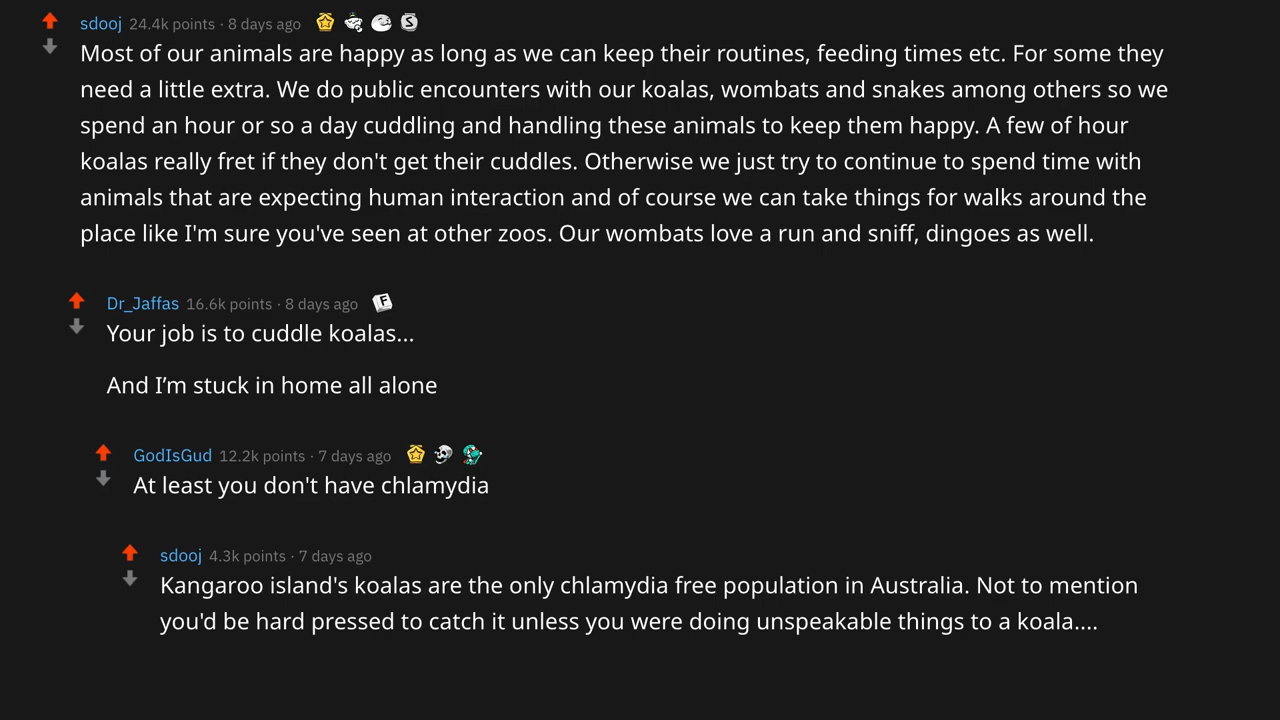 sdooj 24.4k points · 8 days ago
Most of our animals are happy as long as we can keep their routines, feeding times etc. For some they
need a little extra. We do public encounters with our koalas, wombats and snakes among others so we
spend an hour or so a day cuddling and handling these animals to keep them happy. A few of hour
koalas really fret if they don't get their cuddles. Otherwise we just try to continue to spend time with
animals that are expecting human interaction and of course we can take things for walks around the
place like I'm sure you've seen at other zoos. Our wombats love a run and sniff, dingoes as well.
Dr_Jaffas 16.6k points · 8 days ago
Your job is to cuddle koalas...
And I’m stuck in home all alone
GodIsGud 12.2k points · 7 days ago
At least you don't have chlamydia
sdooj 4.3k points · 7 days ago
Kangaroo island's koalas are the only chlamydia free population in Australia. Not to mention
you'd be hard pressed to catch it unless you were doing unspeakable things to a koala....